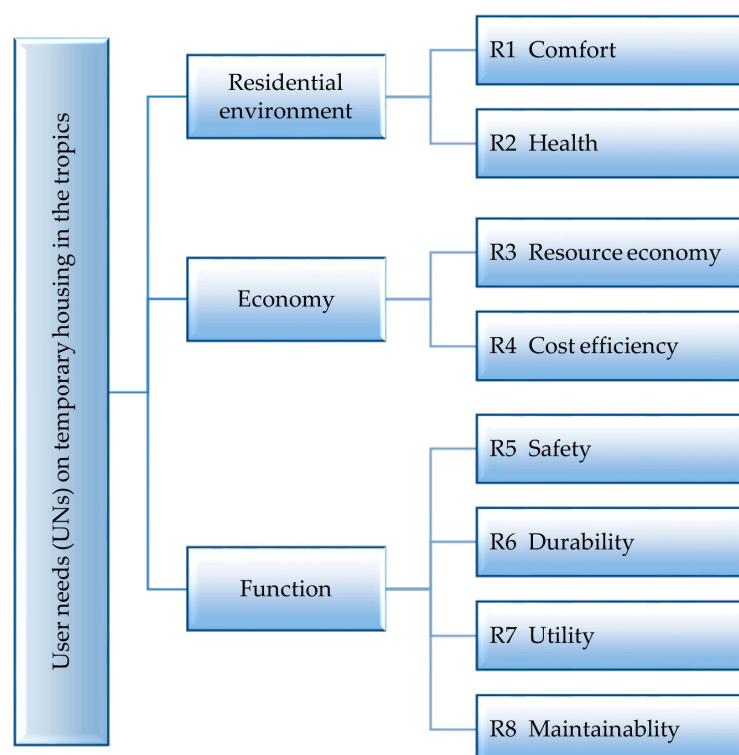 User needs (UNs) on temporary housing in the tropics
Residential
environment
R1 Comfort
R2 Health
Economy
R3 Resource economy
R4 Cost efficiency
Function
R5 Safety
R6 Durability
R7 Utility
R8 Maintainablity